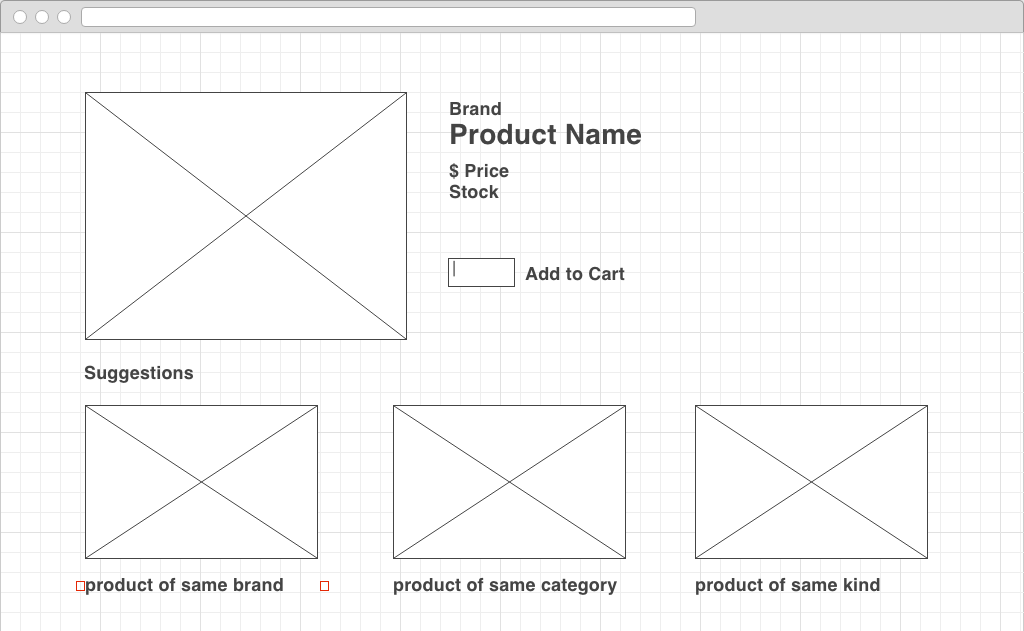 Brand
Product Name
$ Price
Stock
Add to Cart
Suggestions
product of same brand
product of same category
product of same kind